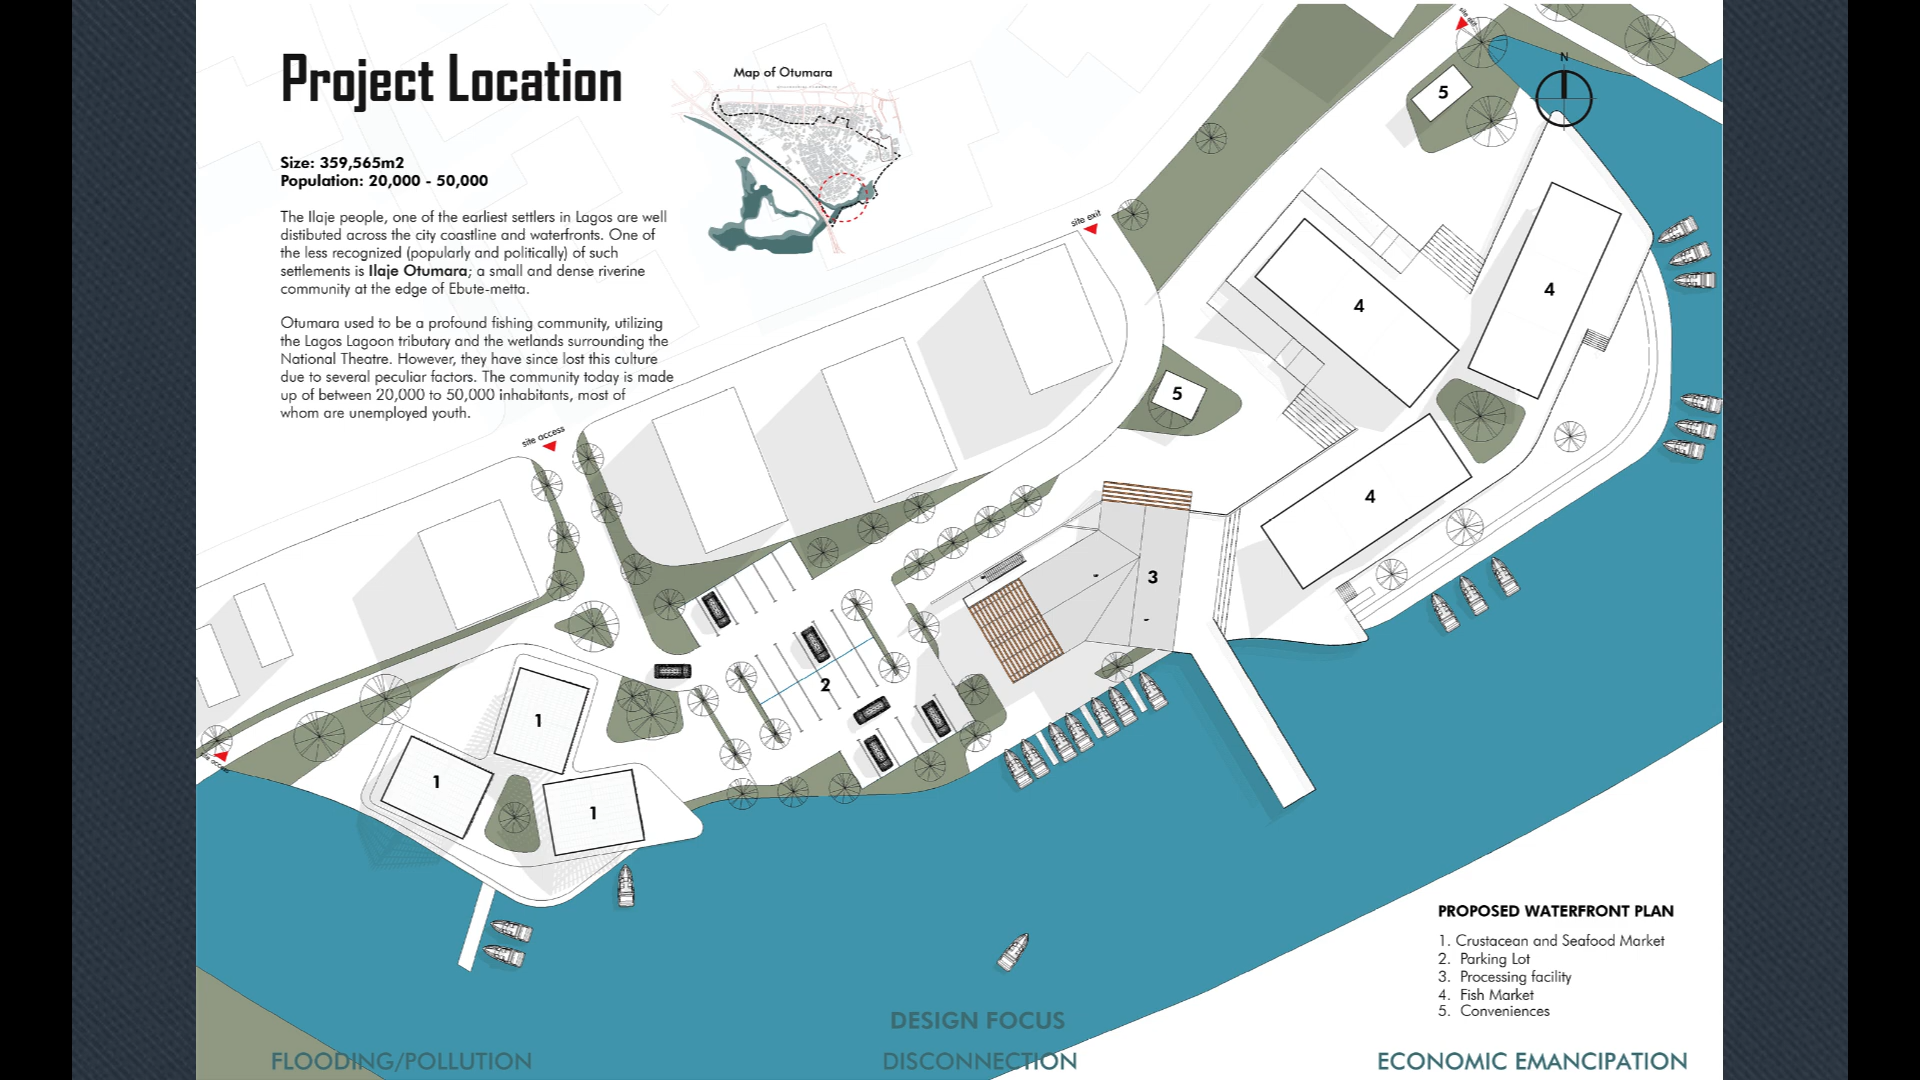 Project Location
Map of Otumara
Size: 359,565m2
Population: 20,000 - 50,000
The Ilaje people, one of the earliest settlers in Lagos are well
distibuted across the city coastline and waterfronts. One of
the less recognized (popularly and politically) of such
settlements is Ilaje Otumara; a small and dense riverine
community at the edge of Ebute-metta.
Otumara used to be a profound fishing community, utilizing
the Lagos Lagoon tributary and the wetlands surrounding the
National Theatre. However, they have since lost this culture
due to several peculiar factors. The community today is made
up of between 20,000 to 50,000 inhabitants, most of
whom are unemployed youth.
site exit
N
5
site exit
4
4
5
site access
4
3
2
1
1
1
site access
PROPOSED WATERFRONT PLAN
1. Crustacean and Seafood Market
2. Parking Lot
3. Processing facility
4. Fish Market
5. Conveniences
DESIGN FOCUS
FLOODING/POLLUTION
DISCONNECTION
ECONOMIC EMANCIPATION